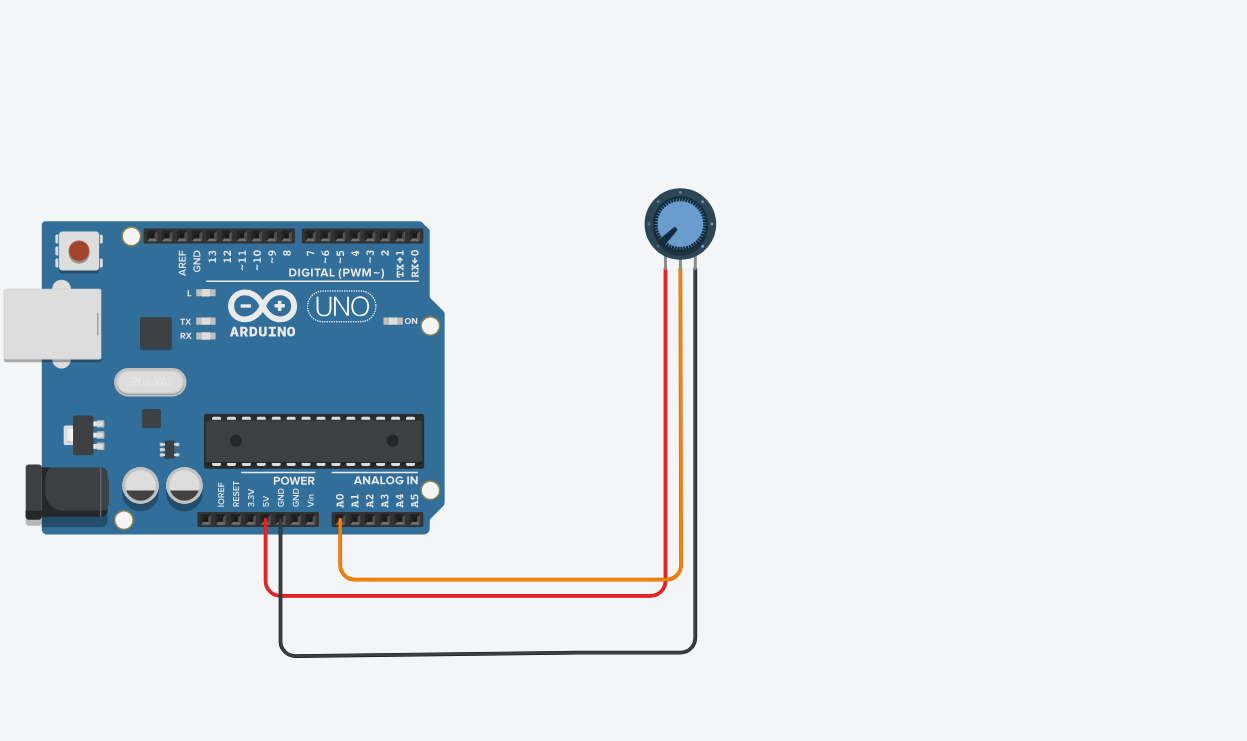 AREF
GND
13
12
~11
~10
~9
8
7
~6
~5
4
~3
2
TX→1
RX←0
DIGITAL (PWM~)
L
TX
RX
ARDUINO
UNO
ON
POWER
ANALOG IN
IOREF
RESET
3.3V
5V
GND
GND
Vin
A0
A1
A2
A3
A4
A5